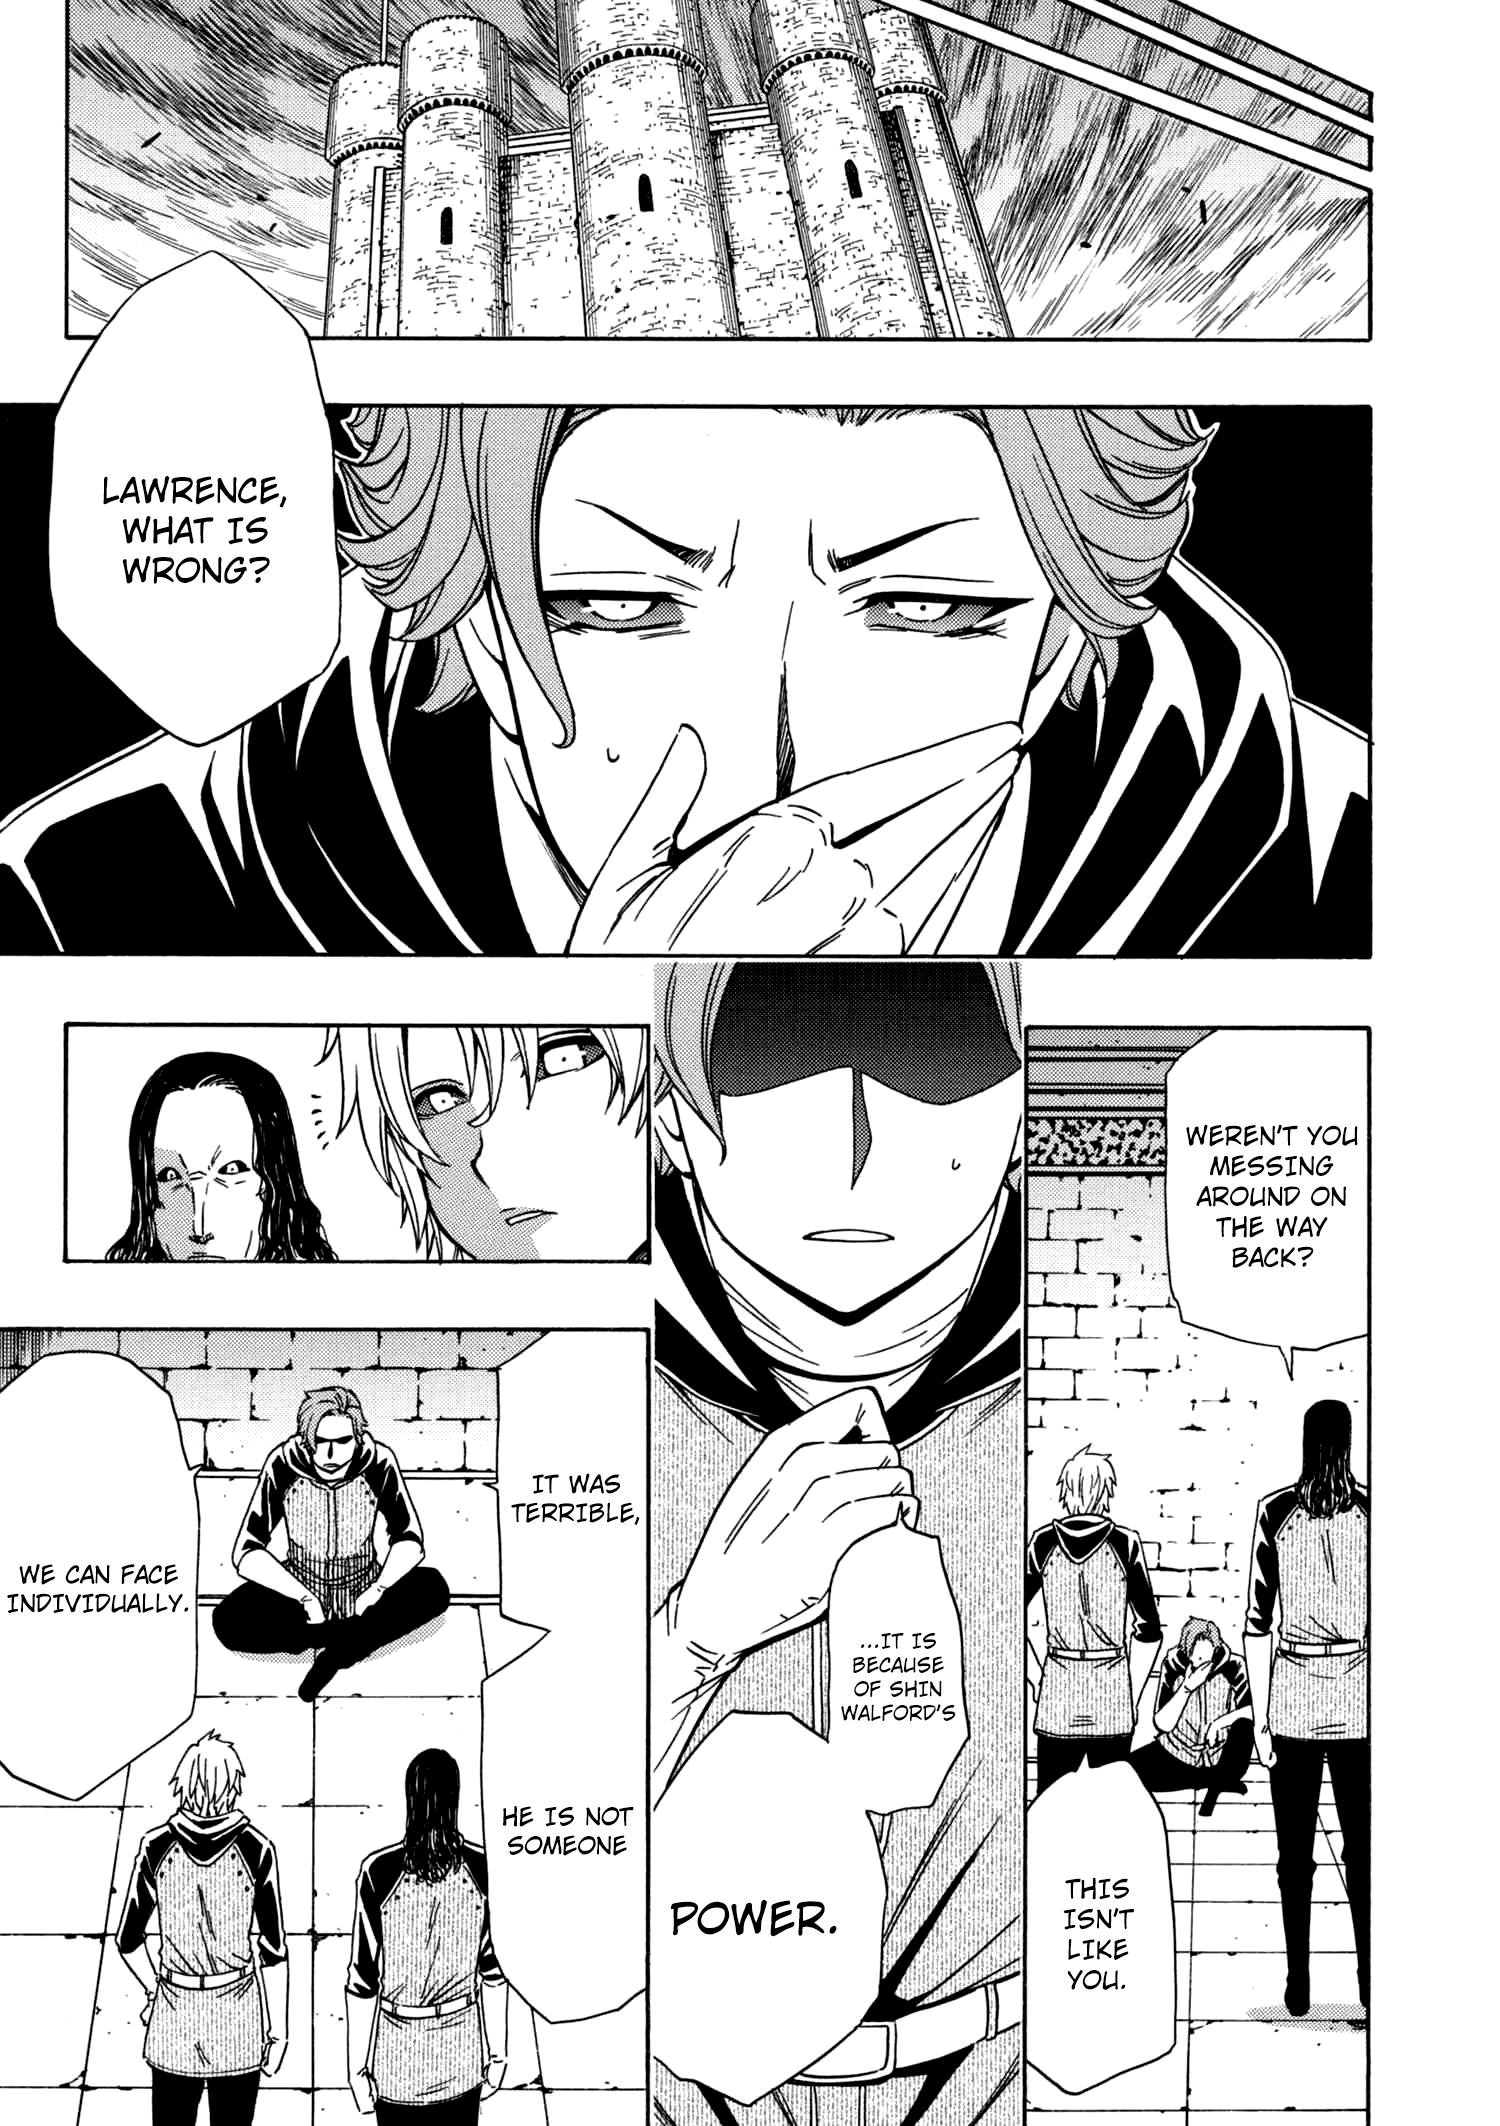 LAWRENCE,
WHAT IS
WRONG?
WEREN'T YOU
MESSING
AROUND ON
THE WAY
BACK?
THIS
ISN'T
LIKE
YOU.
...IT IS
BECAUSE
OF SHIN
WALFORD'S
POWER.
IT WAS
TERRIBLE,
HE IS NOT
SOMEONE
WE CAN FACE
INDIVIDUALLY.